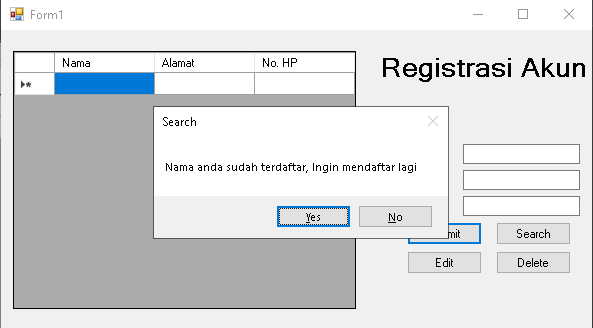 Form1
Nama Alamat No. HP
Registrasi Akun
Search
Nama anda sudah terdaftar, Ingin mendaftar lagi
Yes No
Search
Edit Delete